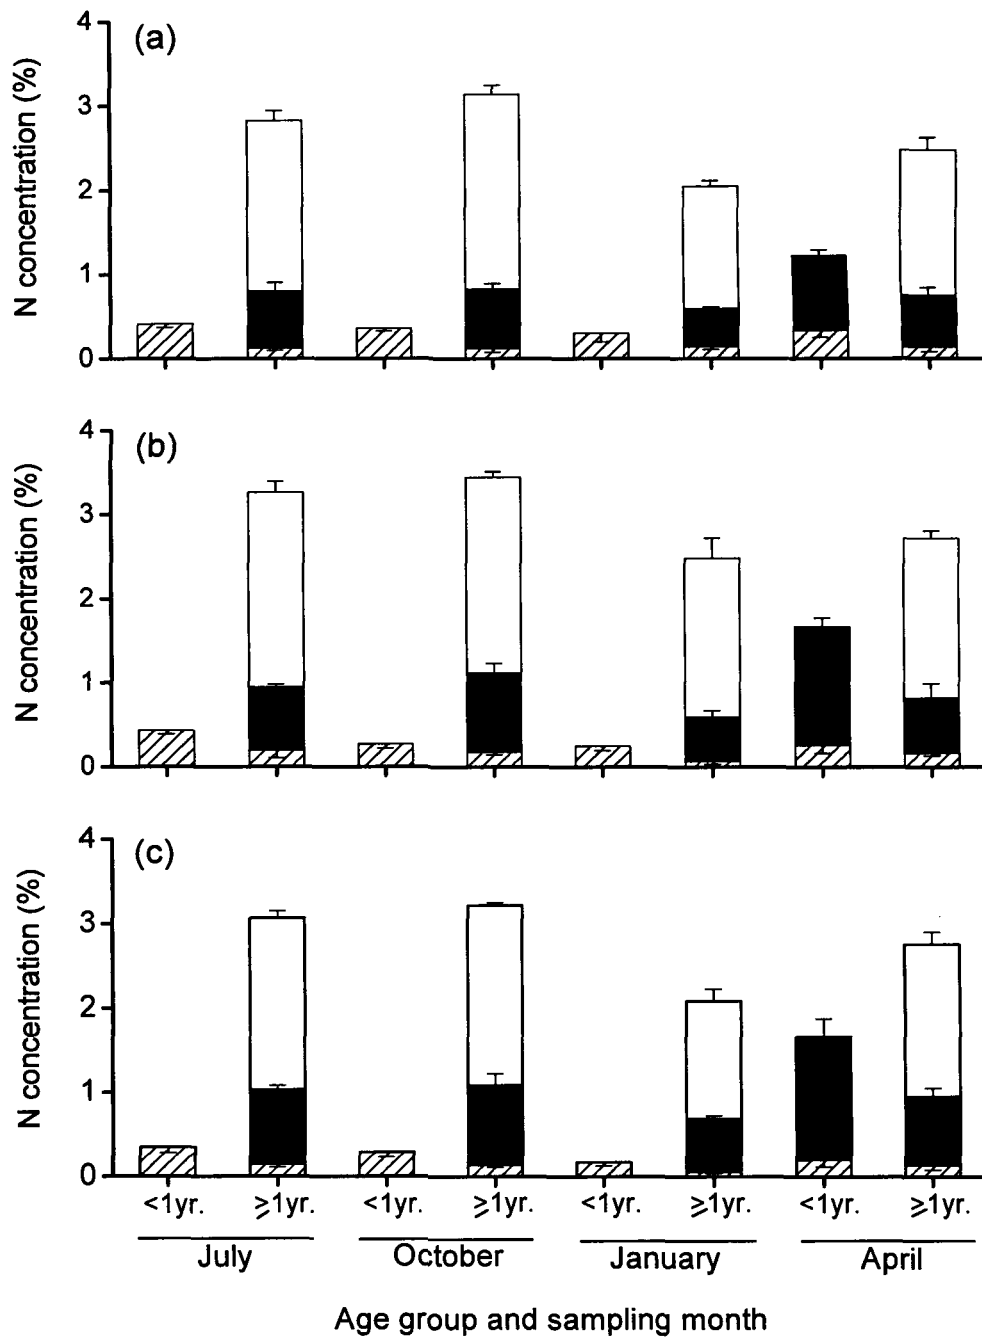 (a)
N concentration (%)
4
3
2
1
0
(b)
N concentration (%)
4
3
2
1
0
(c)
N concentration (%)
4
3
2
1
0
<1yr. ⩾1yr. <1yr. ⩾1yr. <1yr. ⩾1yr. <1yr. ⩾1yr.
July October January April
Age group and sampling month